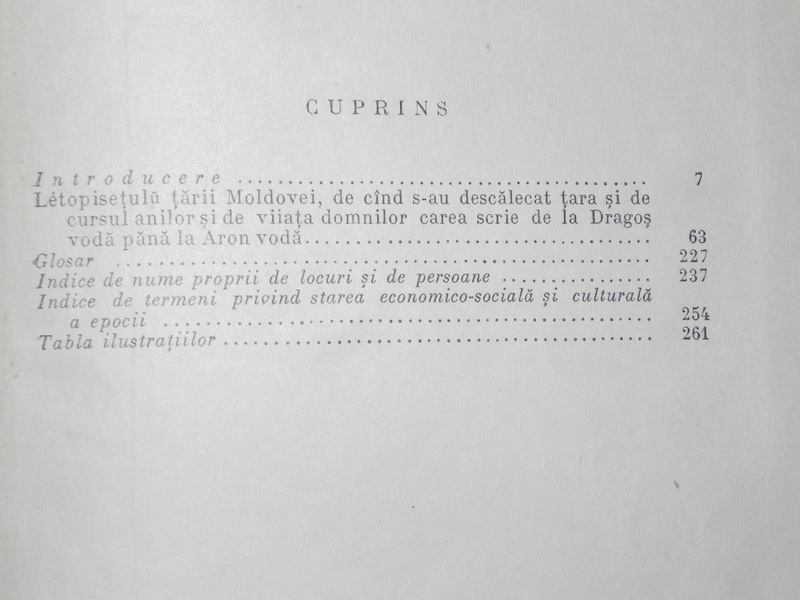 CUPRINS
Introducere ........................................ 7
Létopisețulŭ țării Moldovei, de cînd s-au descălecat țara și de
cursul anilor și de viiața domnilor carea scrie de la Dragoș
vodă pănă la Aron vodă.................................. 63
Glosar .................................................. 227
Indice de nume proprii de locuri și de persoane ................ 237
Indice de termeni privind starea economico-socială și culturală
a epocii .............................................. 254
Tabla ilustrațiilor ........................................ 261